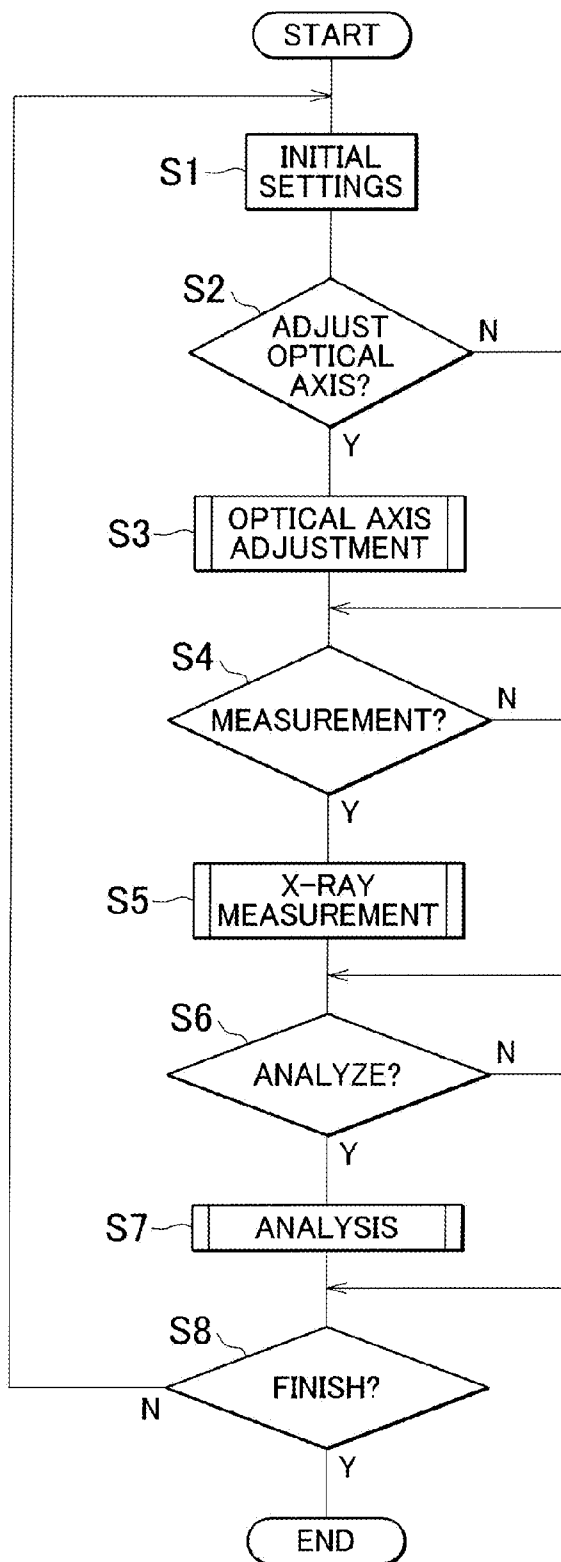 START
S1
INITIAL
SETTINGS
S2
ADJUST
OPTICAL
AXIS?
N
Y
S3
OPTICAL AXIS
ADJUSTMENT
S4
MEASUREMENT?
N
Y
S5
X-RAY
MEASUREMENT
S6
ANALYZE?
N
Y
S7
ANALYSIS
S8
FINISH?
N
Y
END